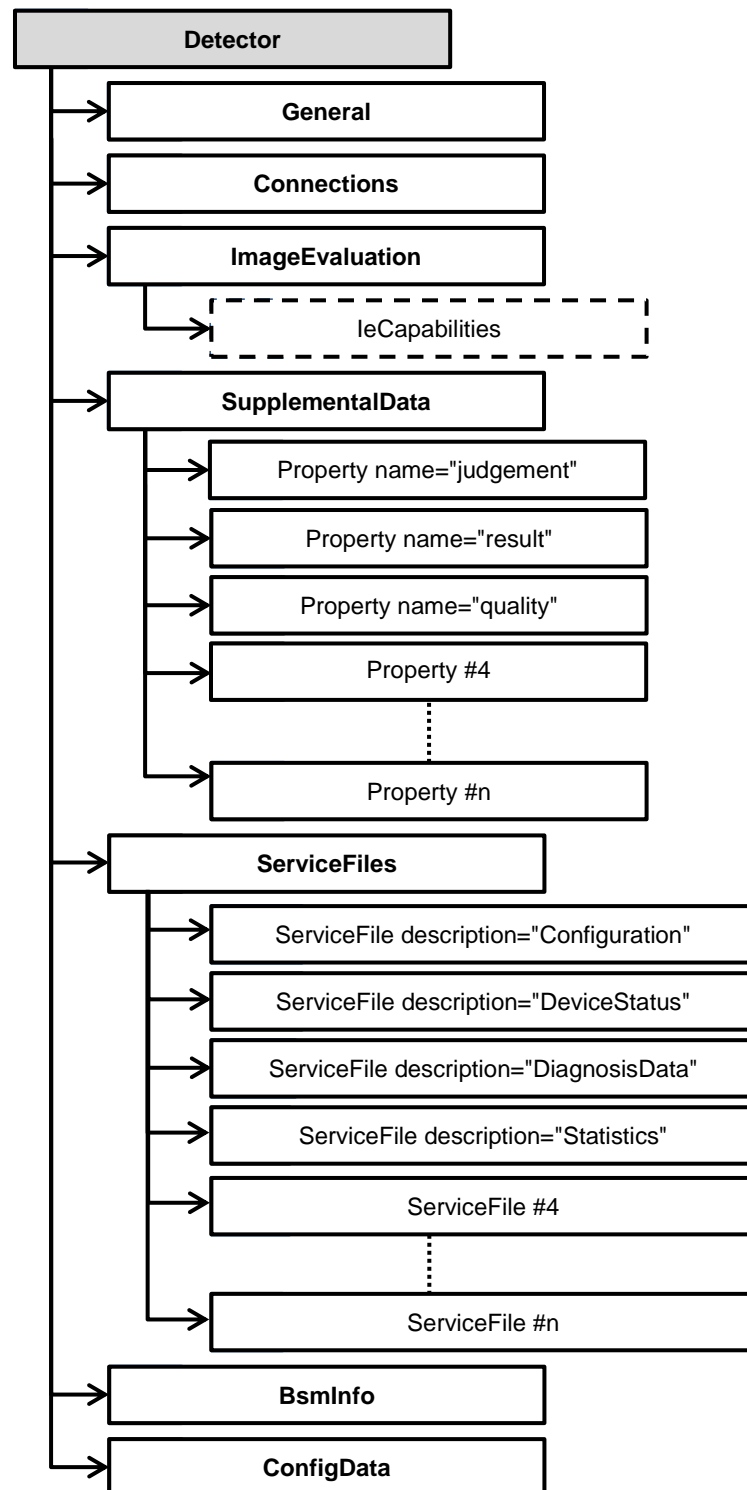 Detector
General
Connections
ImageEvaluation
IeCapabilities
SupplementalData
Property name="judgement"
Property name="result"
Property name="quality"
Property #4
Property #n
ServiceFiles
ServiceFile description="Configuration"
ServiceFile description="DeviceStatus"
ServiceFile description="DiagnosisData"
ServiceFile description="Statistics"
ServiceFile #4
ServiceFile #n
BsmInfo
ConfigData